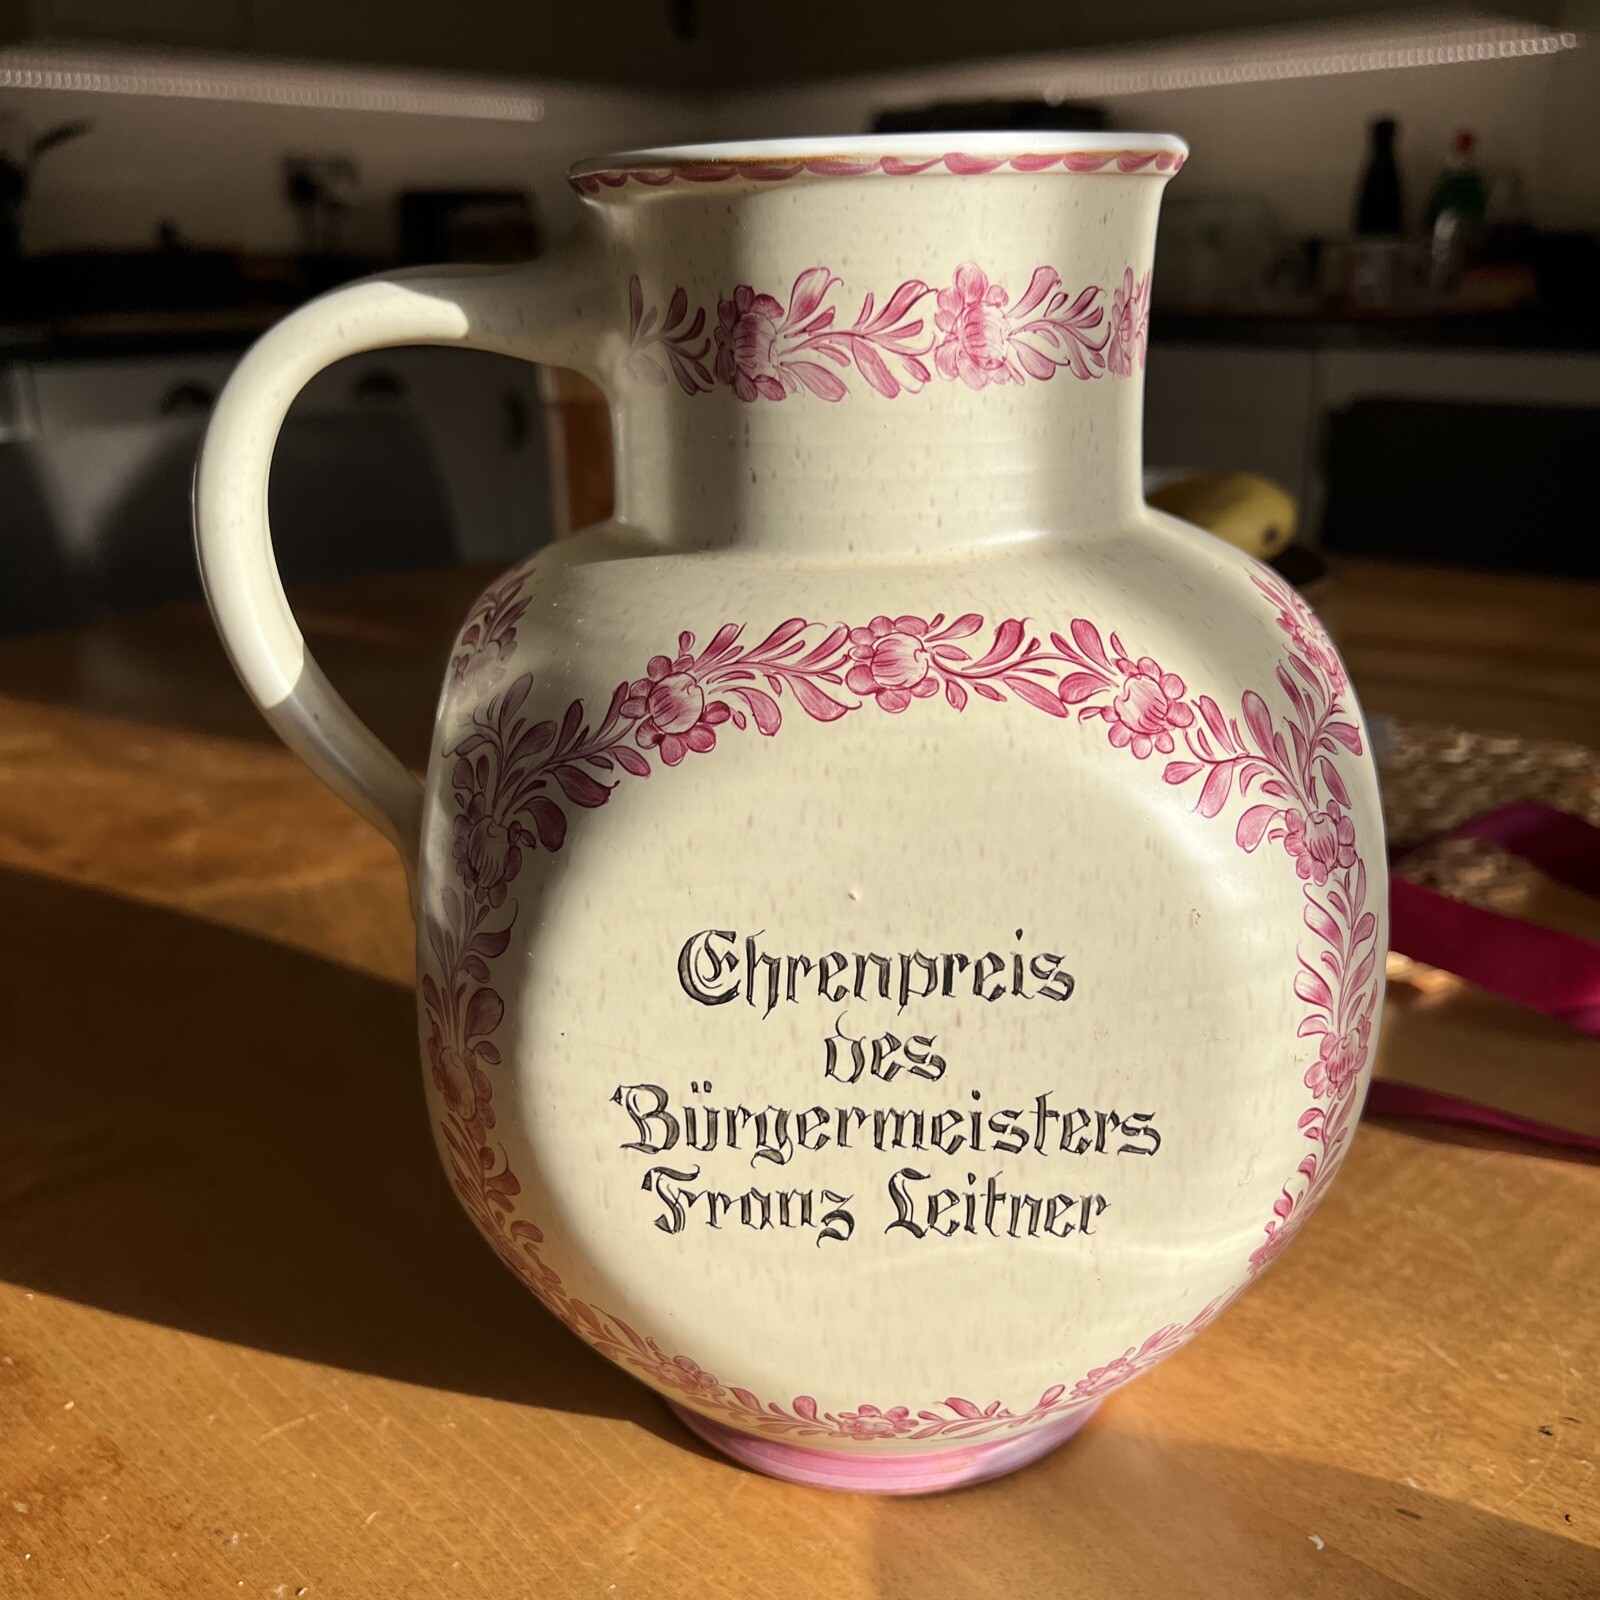 Ehrenpreis
des
Bürgermeisters
Franz Leitner